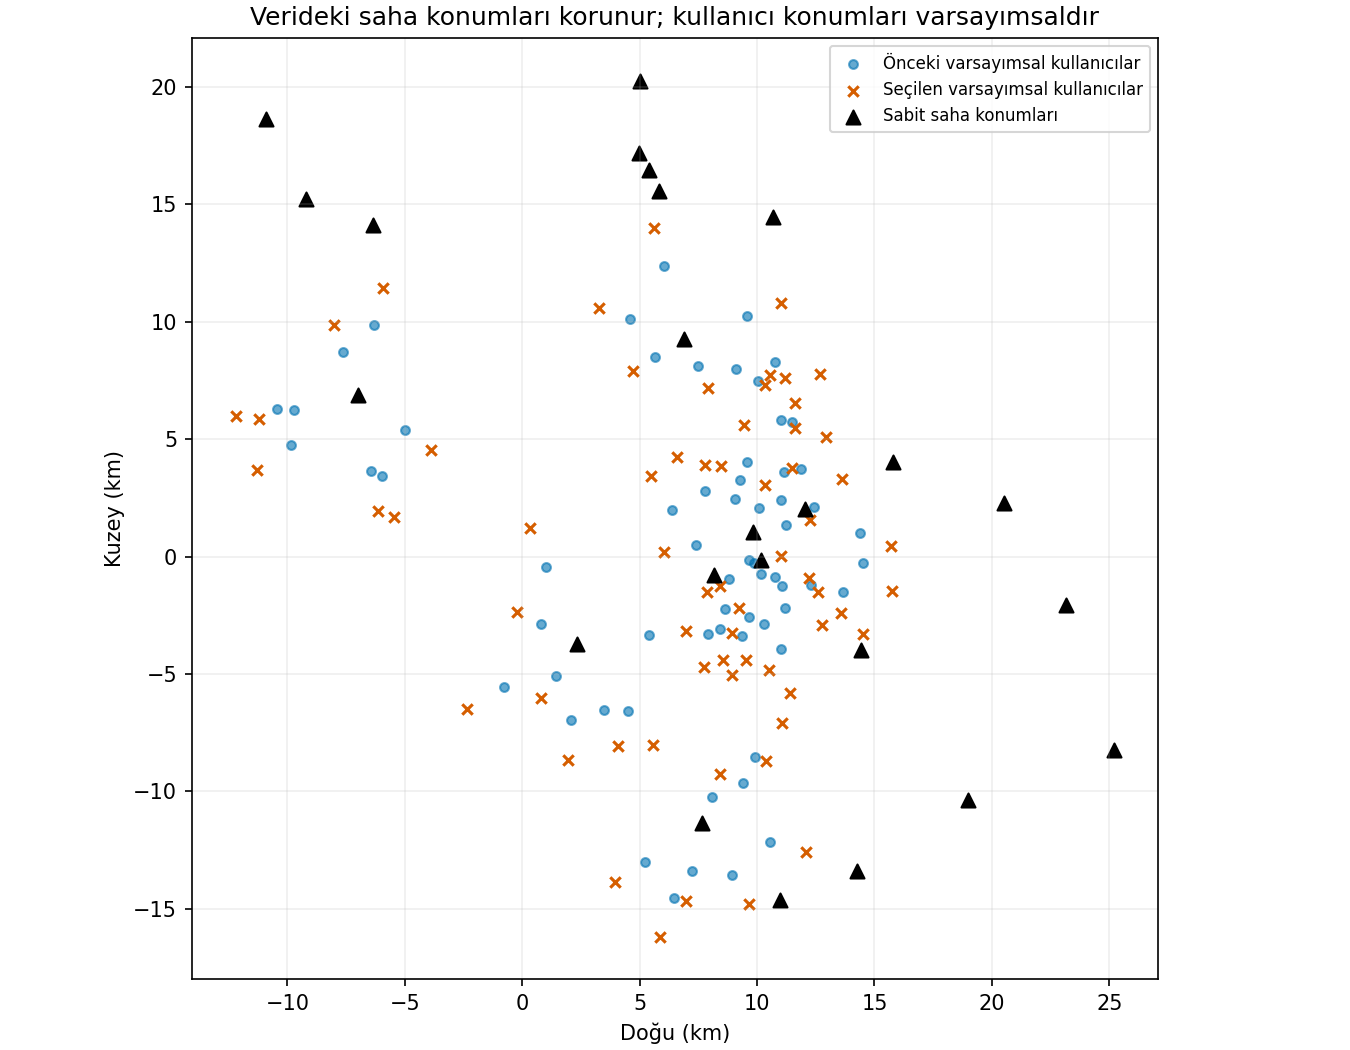 Verideki saha konumları korunur; kullanıcı konumları varsayımsaldır
Önceki varsayımsal kullanıcılar
Seçilen varsayımsal kullanıcılar
Sabit saha konumları
Kuzey (km)
20
15
10
5
0
−5
−10
−15
−10
−5
0
5
10
15
20
25
Doğu (km)